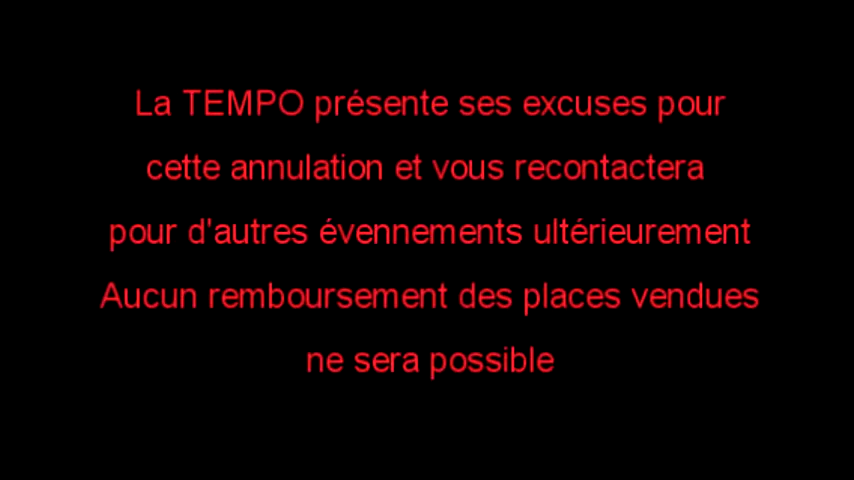 La TEMPO présente ses excuses pour
cette annulation et vous recontactera
pour d'autres évennements ultérieurement
Aucun remboursement des places vendues
ne sera possible